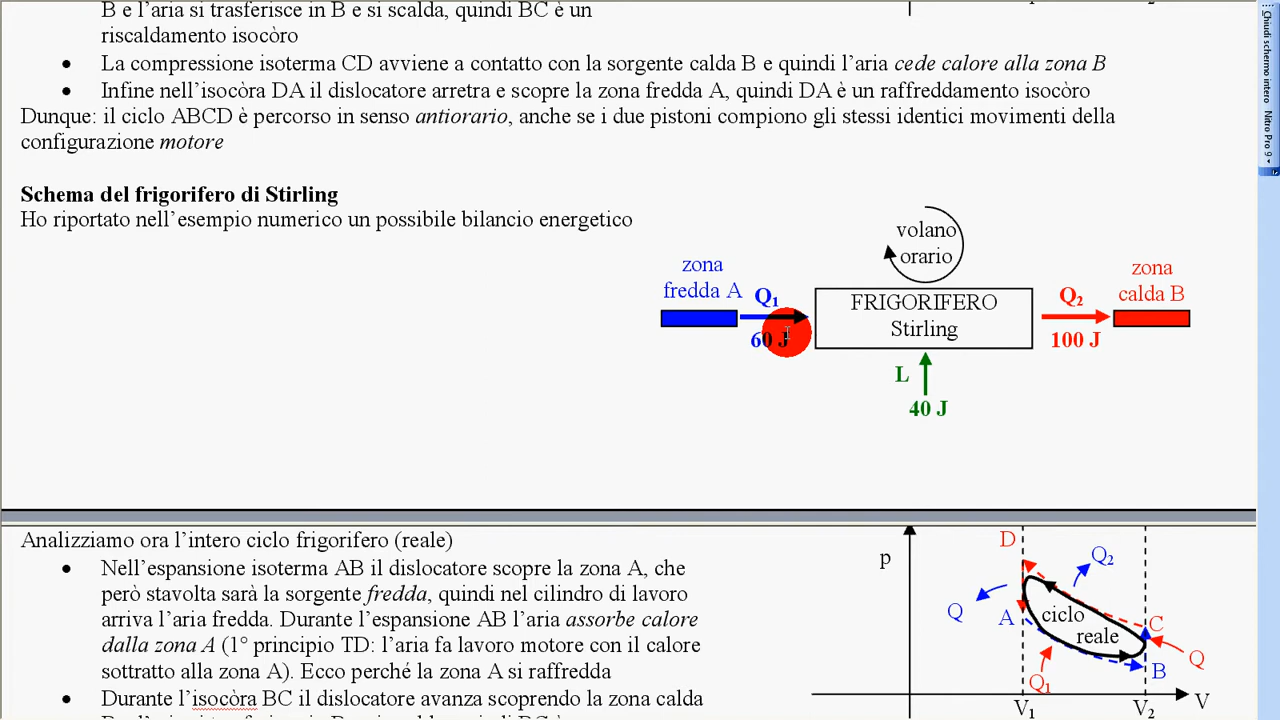 B e l’aria si trasferisce in B e si scalda, quindi BC è un
riscaldamento isocòro
• La compressione isoterma CD avviene a contatto con la sorgente calda B e quindi l’aria cede calore alla zona B
• Infine nell’isocòra DA il dislocatore arretra e scopre la zona fredda A, quindi DA è un raffreddamento isocòro
Dunque: il ciclo ABCD è percorso in senso antiorario, anche se i due pistoni compiono gli stessi identici movimenti della
configurazione motore
Schema del frigorifero di Stirling
Ho riportato nell’esempio numerico un possibile bilancio energetico
volano
orario
zona
fredda A
Q₁
60 J
FRIGORIFERO
Stirling
Q₂
100 J
zona
calda B
L
40 J
Analizziamo ora l’intero ciclo frigorifero (reale)
• Nell’espansione isoterma AB il dislocatore scopre la zona A, che
però stavolta sarà la sorgente fredda, quindi nel cilindro di lavoro
arriva l’aria fredda. Durante l’espansione AB l’aria assorbe calore
dalla zona A (1° principio TD: l’aria fa lavoro motore con il calore
sottratto alla zona A). Ecco perché la zona A si raffredda
• Durante l’isocòra BC il dislocatore avanza scoprendo la zona calda
p
D
Q₂
Q
A
ciclo
reale
C
Q
B
Q₁
V₁
V₂
V
Chiudi schermo intero
Nitro Pro 9